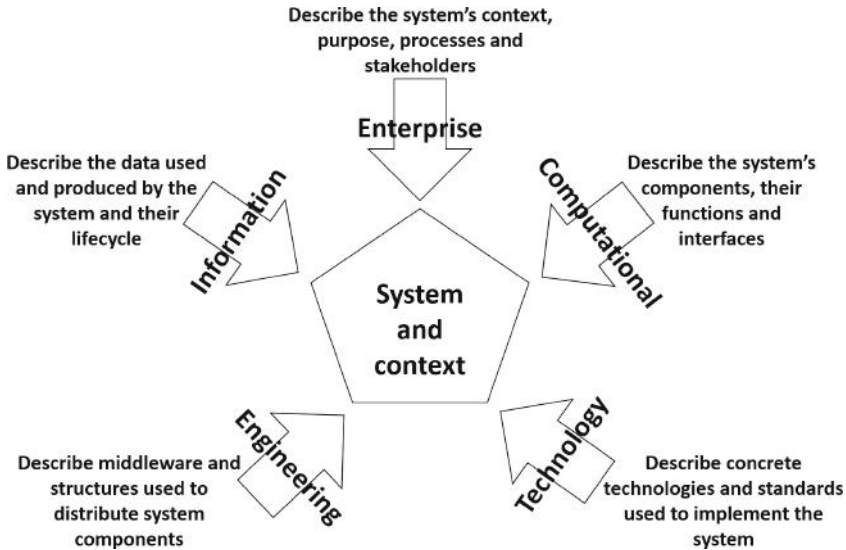 Describe the system's context,
purpose, processes and
stakeholders
Enterprise
Describe the data used
and produced by the
system and their
lifecycle
Information
Describe the system's
components, their
functions and
interfaces
Computational
System
and
context
Engineering
Describe middleware and
structures used to
distribute system
components
Technology
Describe concrete
technologies and standards
used to implement the
system